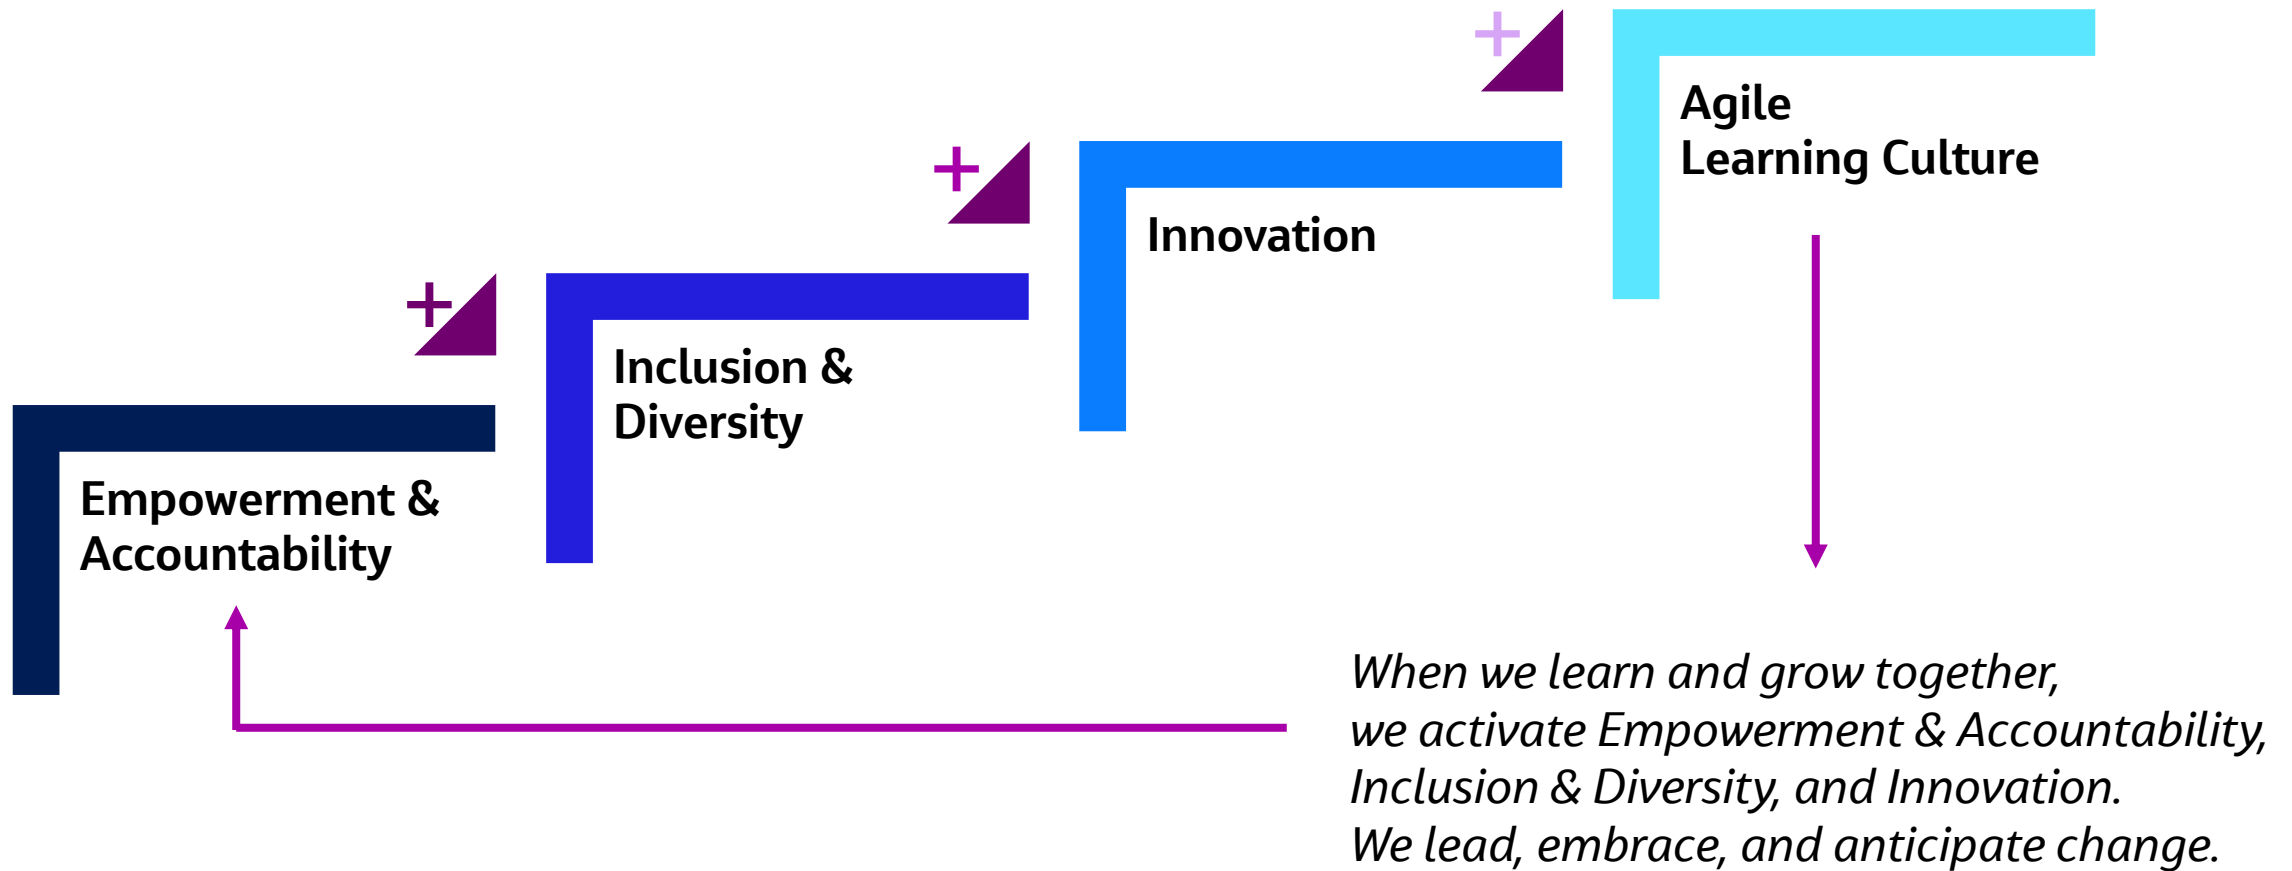 Agile
Learning Culture
Innovation
Inclusion &
Diversity
Empowerment &
Accountability
When we learn and grow together,
we activate Empowerment & Accountability,
Inclusion & Diversity, and Innovation.
We lead, embrace, and anticipate change.